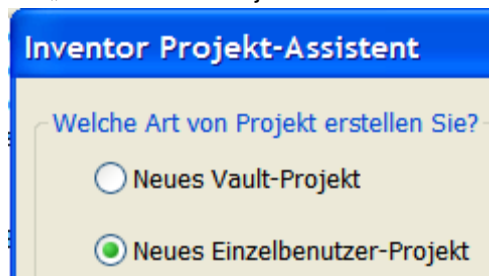 Inventor Projekt-Assistent
Welche Art von Projekt erstellen Sie?
Neues Vault-Projekt
Neues Einzelbenutzer-Projekt